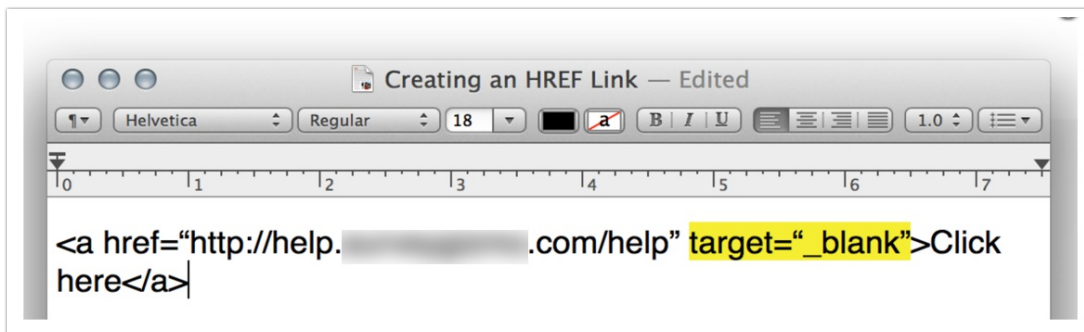 Creating an HREF Link — Edited
Helvetica Regular 18 a B I U 1.0
0 1 2 3 4 5 6 7
<a href=“http://help. .com/help” target=“_blank”>Click
here</a>